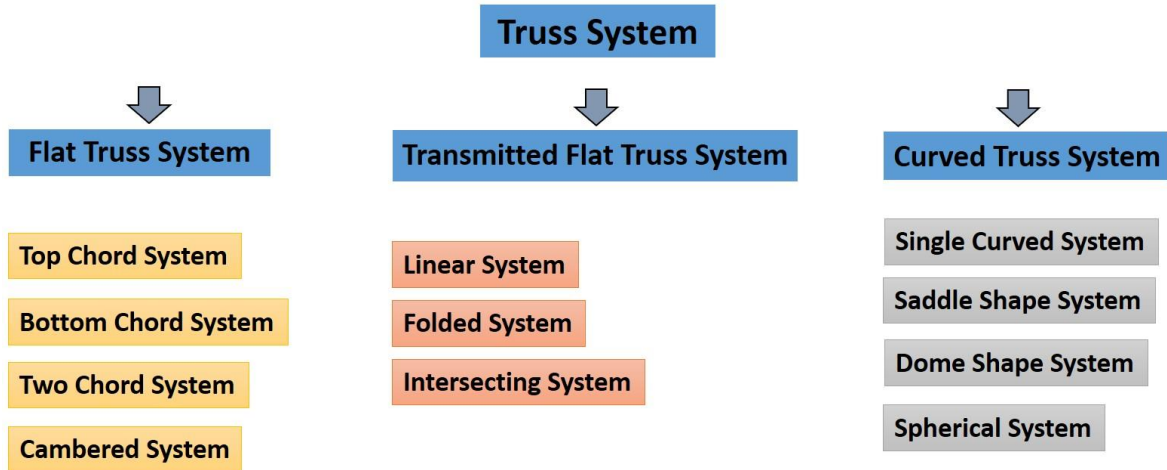 Truss System
Flat Truss System
Top Chord System
Bottom Chord System
Two Chord System
Cambered System
Transmitted Flat Truss System
Linear System
Folded System
Intersecting System
Curved Truss System
Single Curved System
Saddle Shape System
Dome Shape System
Spherical System